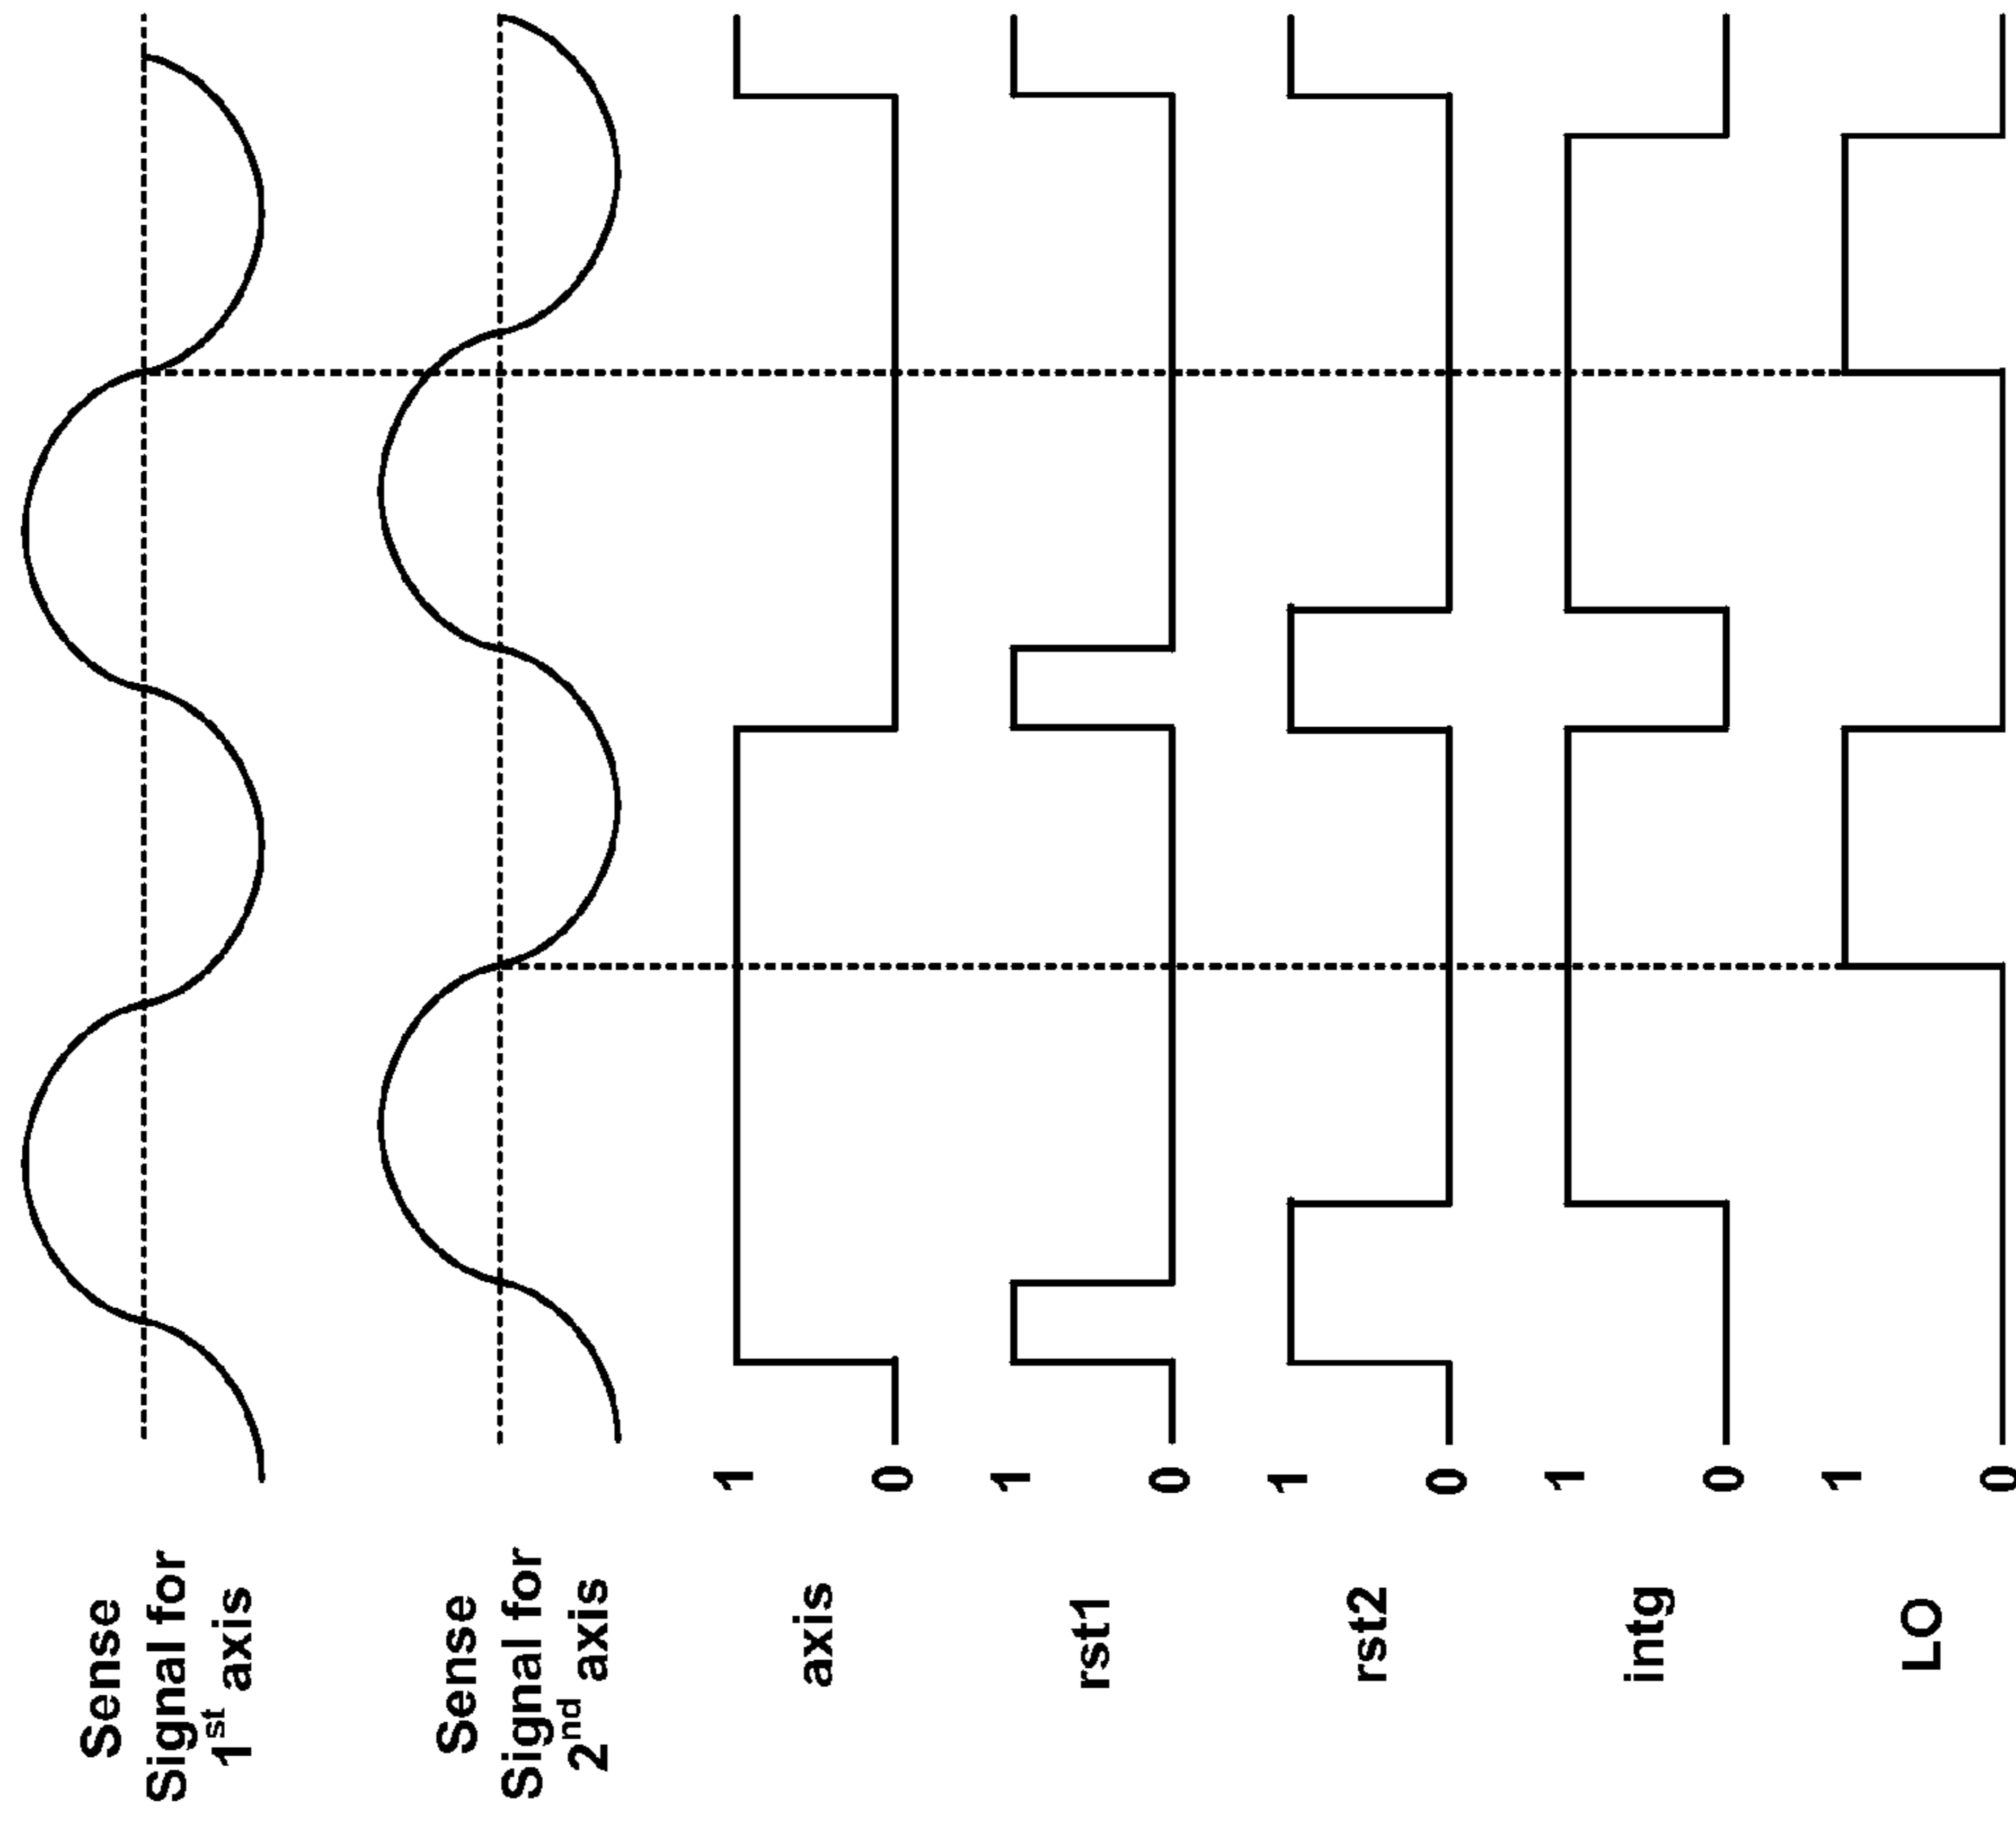 Sense
Signal for
1st axis
Sense
Signal for
2nd axis
1
0
axis
1
0
rst1
1
0
rst2
1
0
intg
1
0
LO